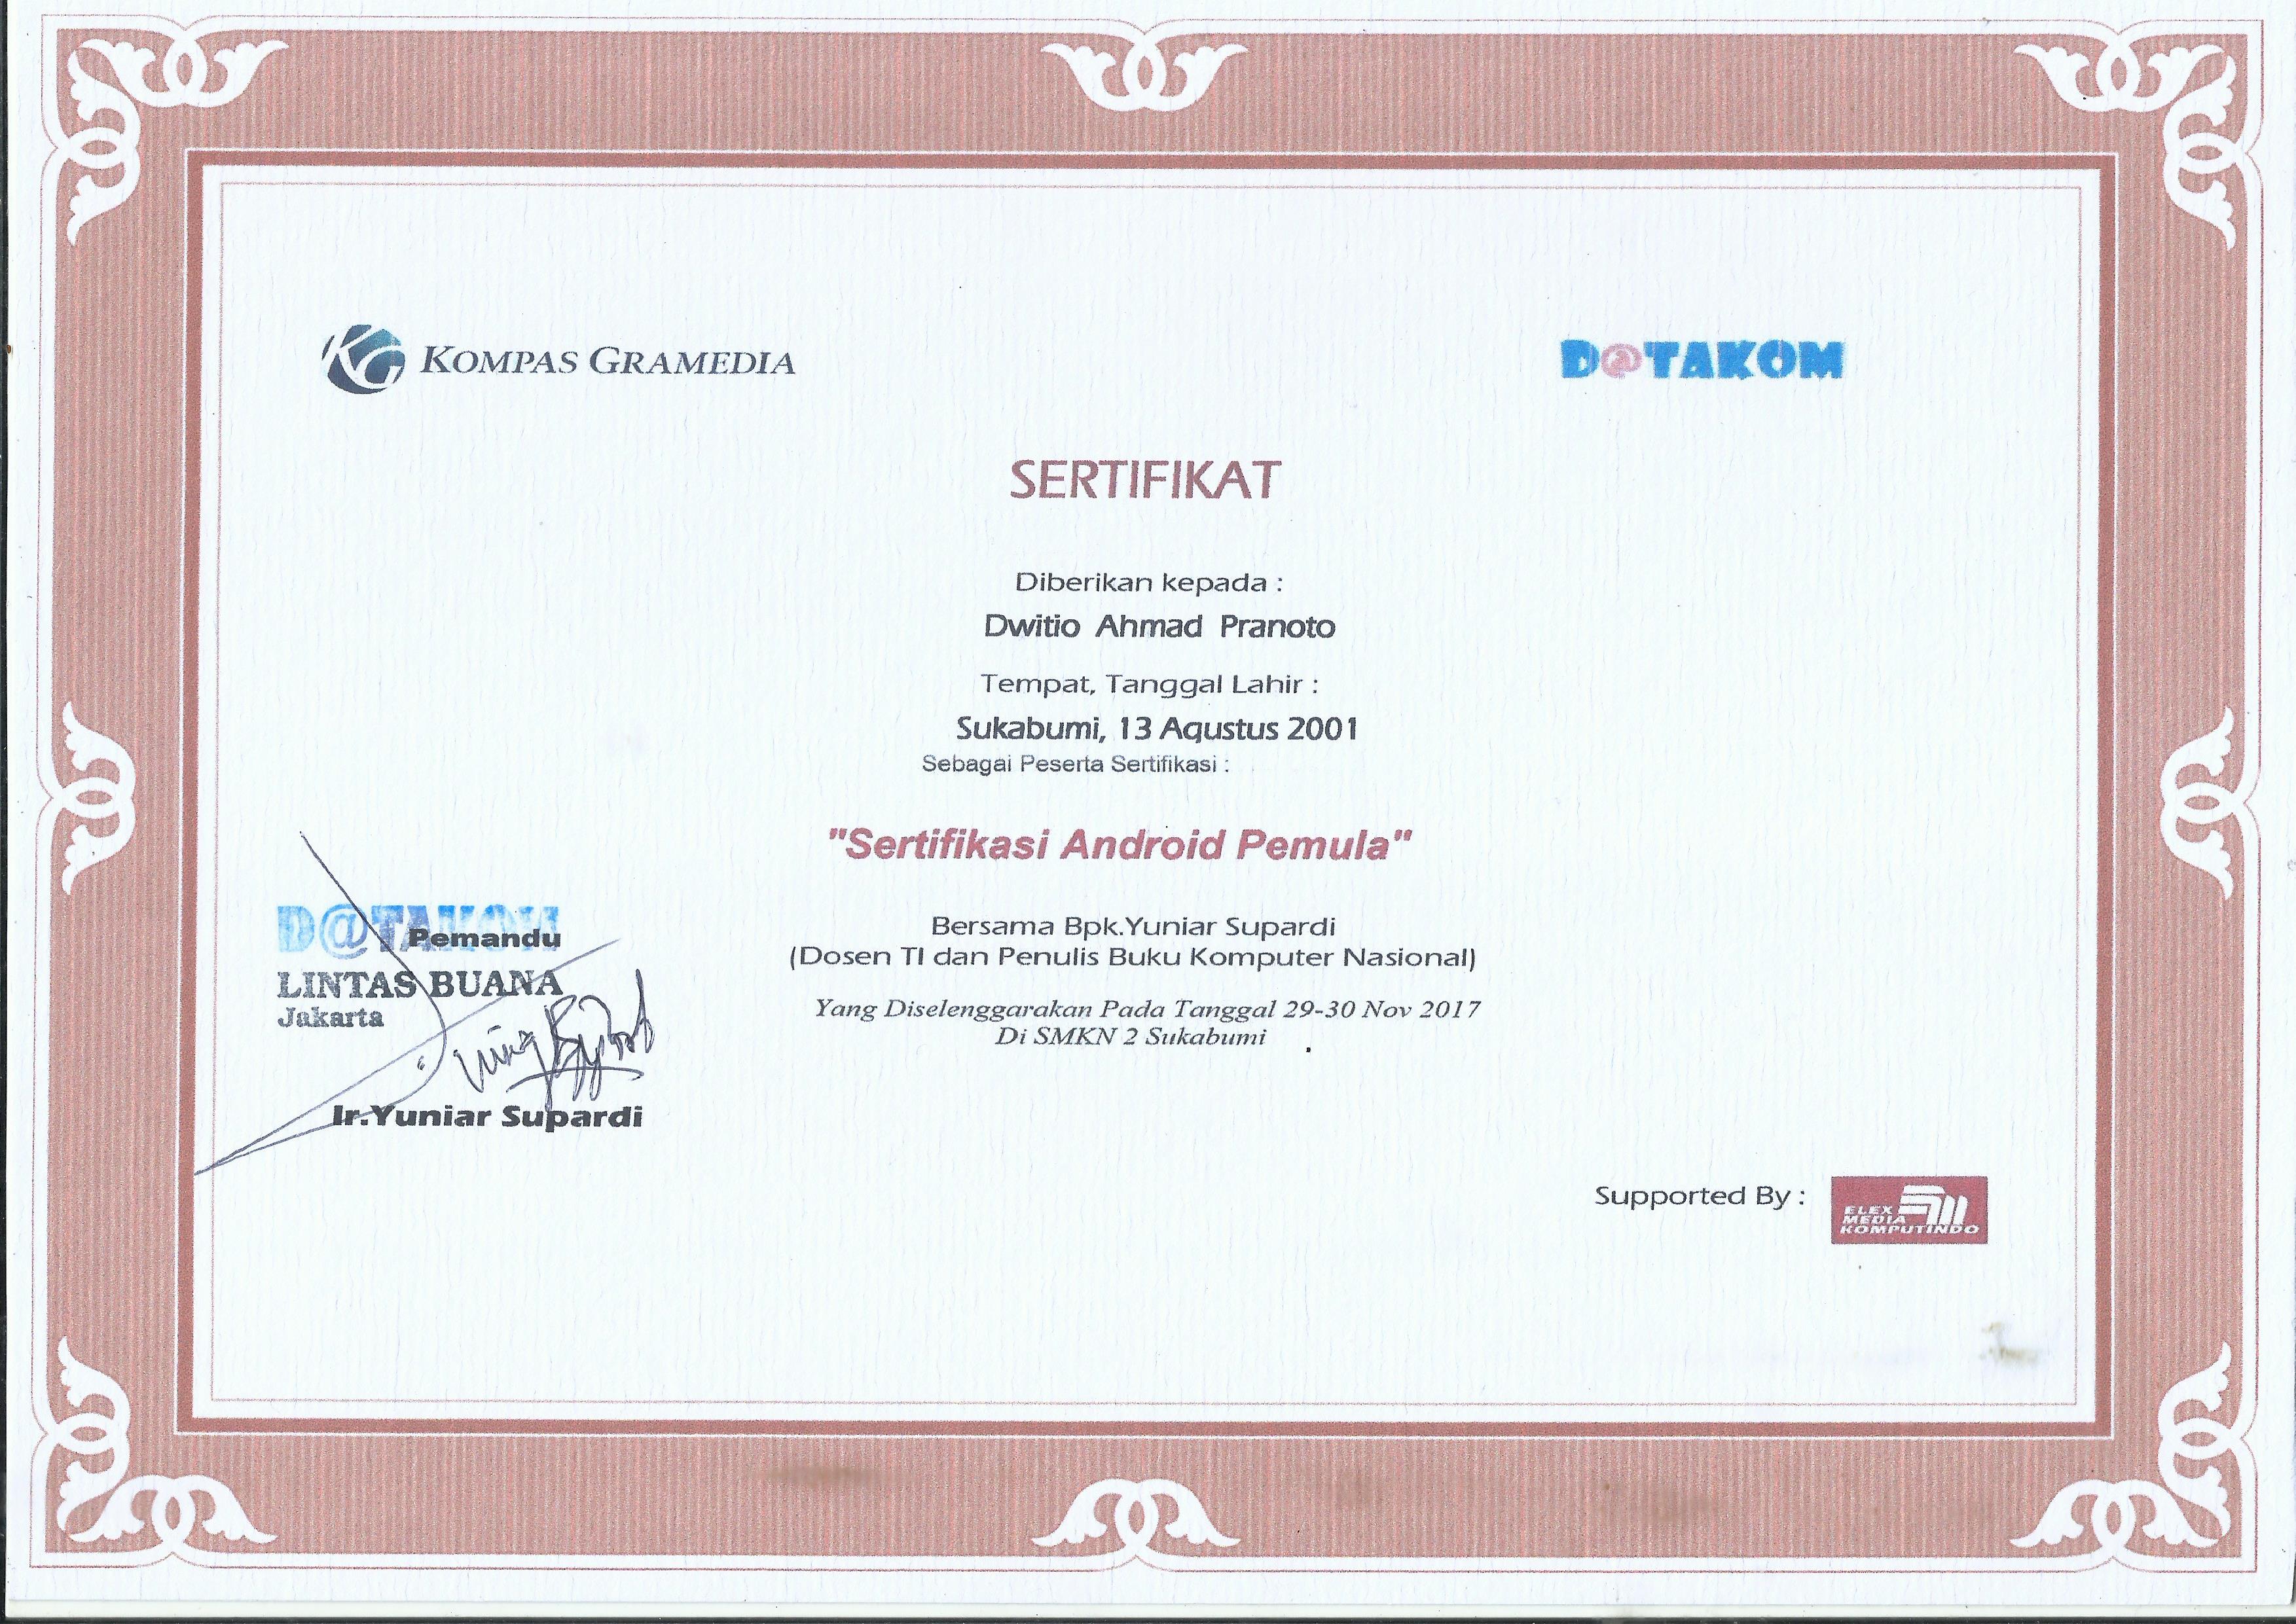 KG KOMPAS GRAMEDIA
D@TAKOM
SERTIFIKAT
Diberikan kepada :
Dwitio Ahmad Pranoto
Tempat, Tanggal Lahir :
Sukabumi, 13 Agustus 2001
Sebagai Peserta Sertifikasi :
"Sertifikasi Android Pemula"
Bersama Bpk.Yuniar Supardi
(Dosen TI dan Penulis Buku Komputer Nasional)
Yang Diselenggarakan Pada Tanggal 29-30 Nov 2017
Di SMKN 2 Sukabumi
D@TAKOM
Pemandu
LINTAS BUANA
Jakarta
Ir.Yuniar Supardi
Supported By :
ELEX
MEDIA
KOMPUTINDO